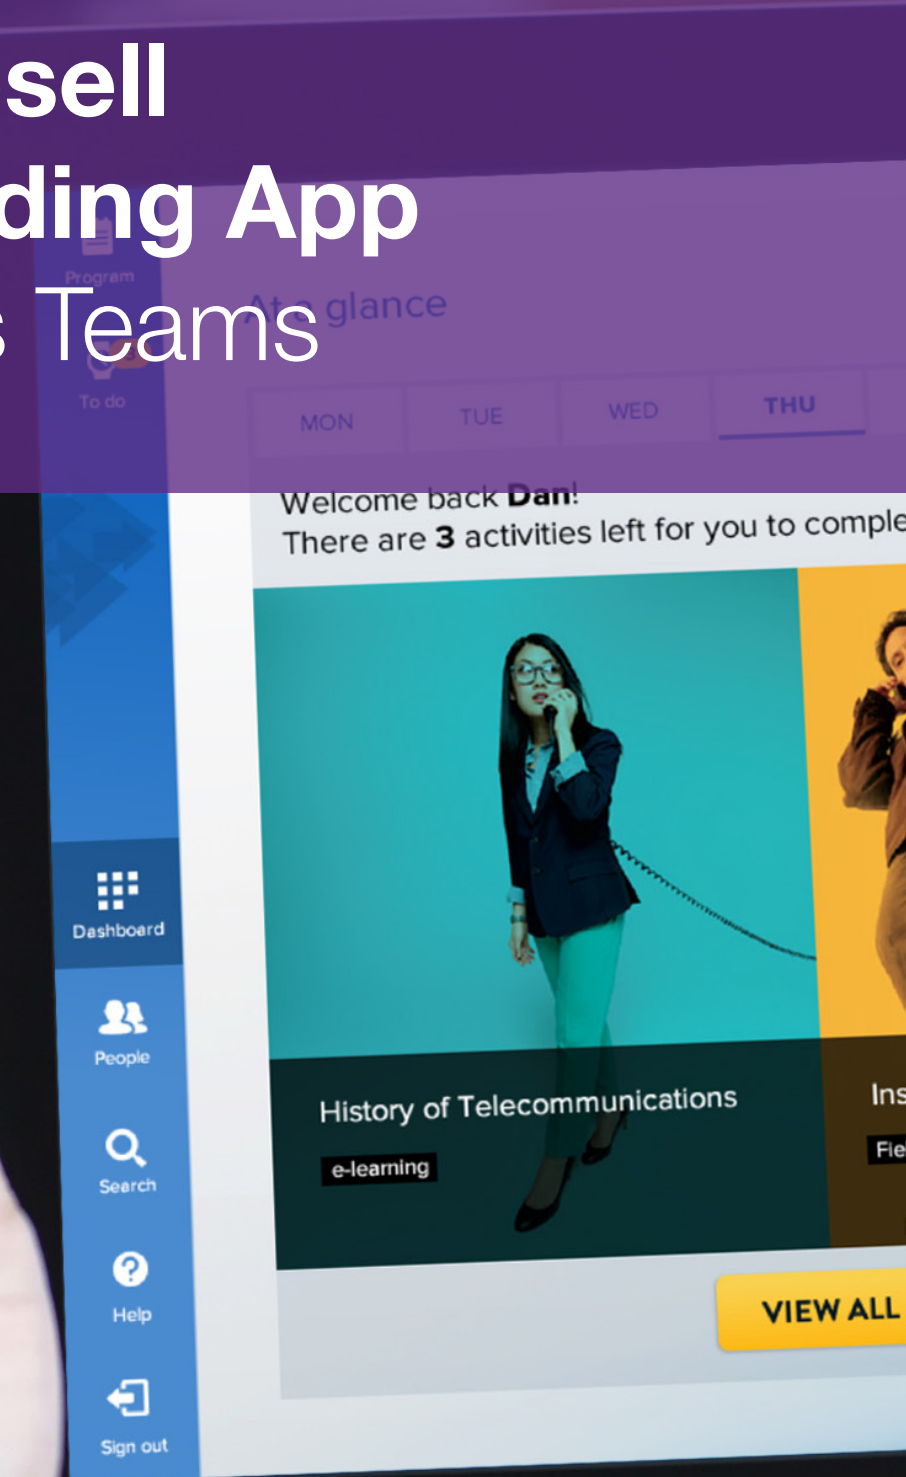 sell
ding App
s Teams
Program
To do
At a glance
MON TUE WED THU
Welcome back Dan!
There are 3 activities left for you to comple
History of Telecommunications
e-learning
Ins
Fie
VIEW ALL
Dashboard
People
Search
Help
Sign out